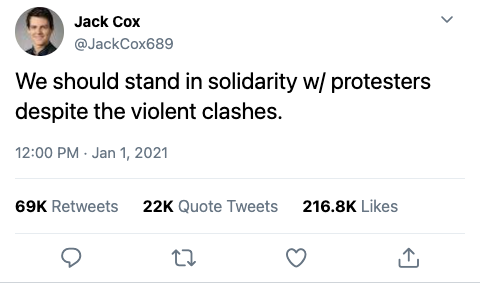 Jack Cox
@JackCox689
We should stand in solidarity w/ protesters
despite the violent clashes.
12:00 PM · Jan 1, 2021
69K Retweets 22K Quote Tweets 216.8K Likes